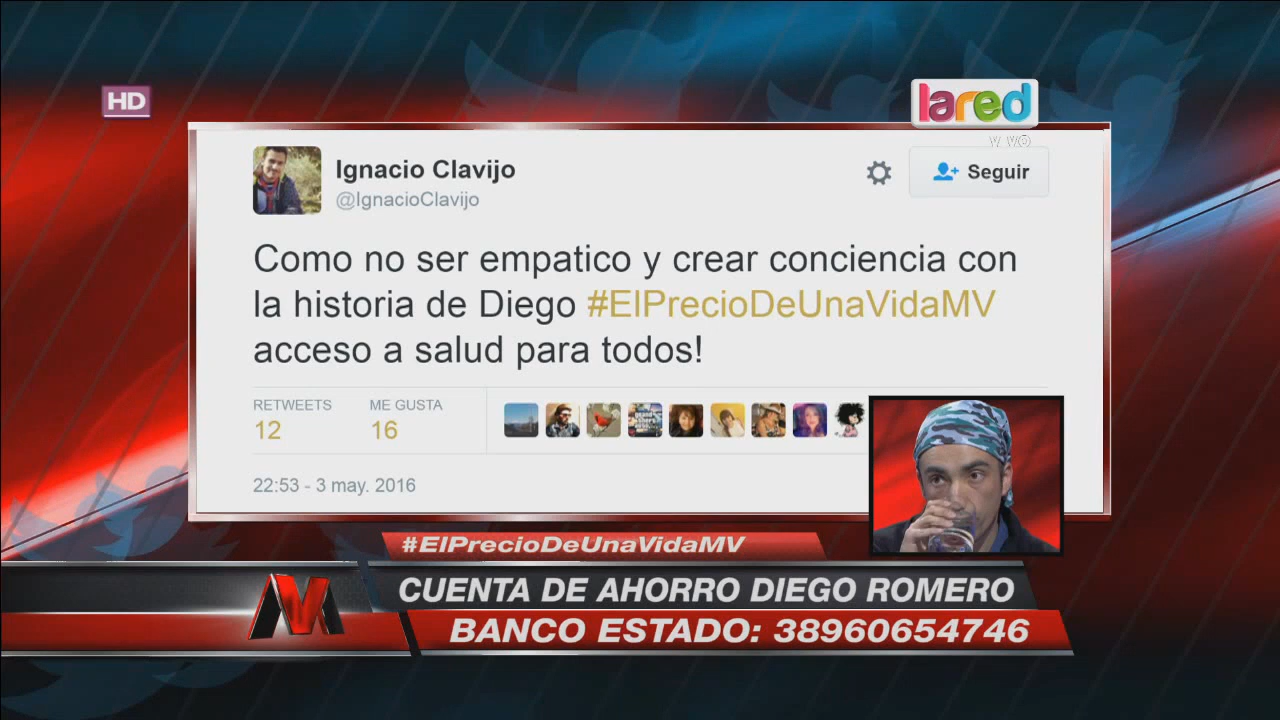 HD
lared
VIVO
Ignacio Clavijo
@IgnacioClavijo
Seguir
Como no ser empatico y crear conciencia con
la historia de Diego #ElPrecioDeUnaVidaMV
acceso a salud para todos!
RETWEETS
ME GUSTA
12
16
22:53 - 3 may. 2016
#ElPrecioDeUnaVidaMV
CUENTA DE AHORRO DIEGO ROMERO
BANCO ESTADO: 38960654746
MV